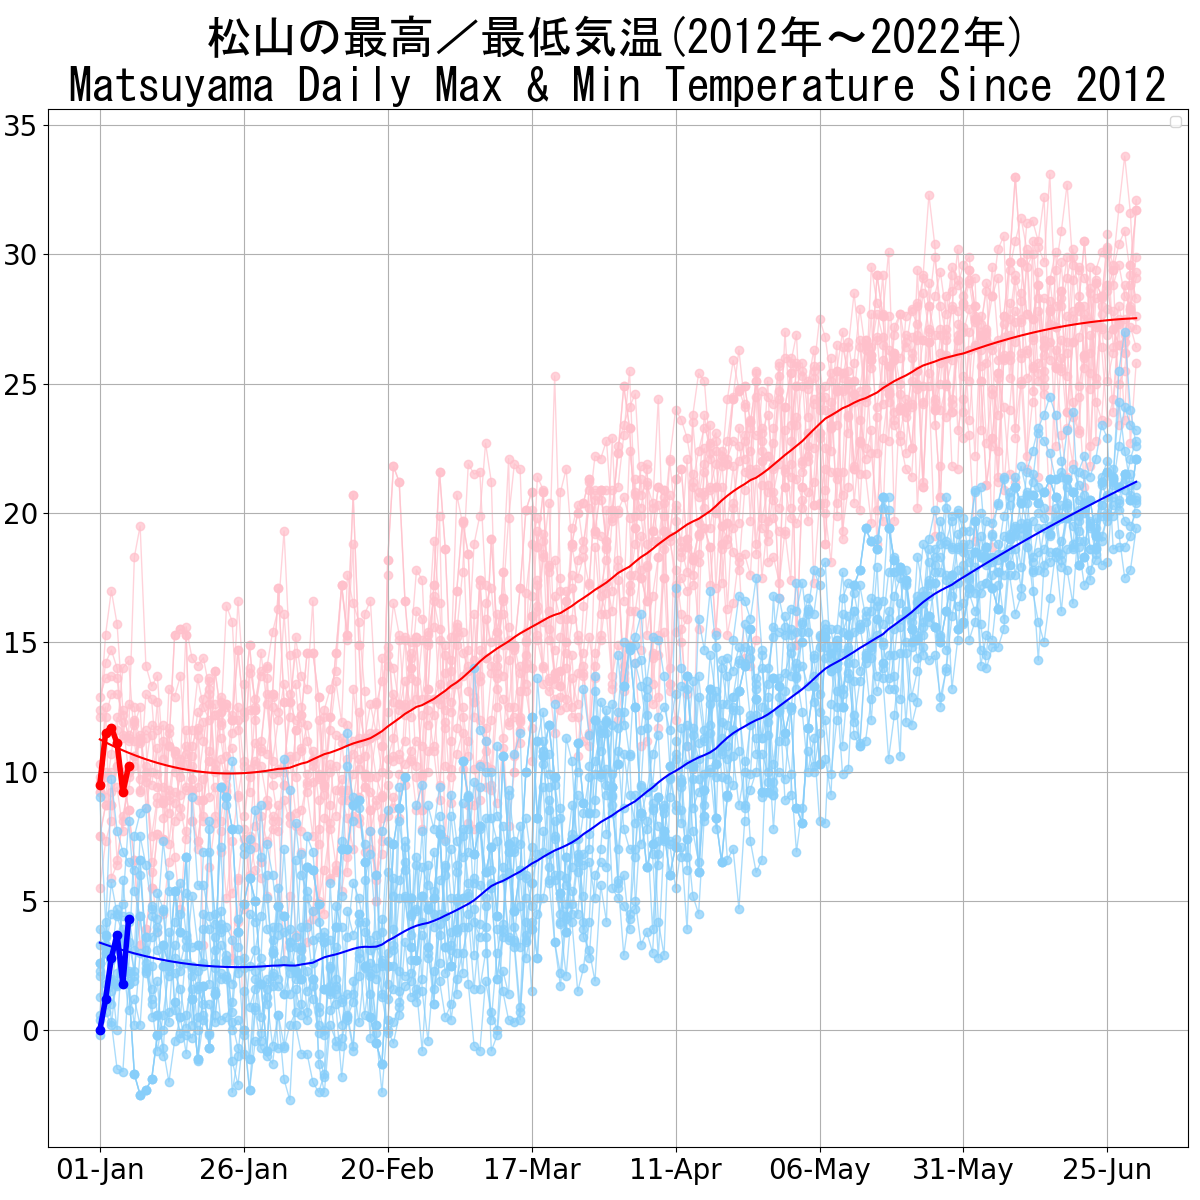 松山の最高／最低気温(2012年～2022年)
Matsuyama Daily Max & Min Temperature Since 2012
35
30
25
20
15
10
5
0
01-Jan 26-Jan 20-Feb 17-Mar 11-Apr 06-May 31-May 25-Jun